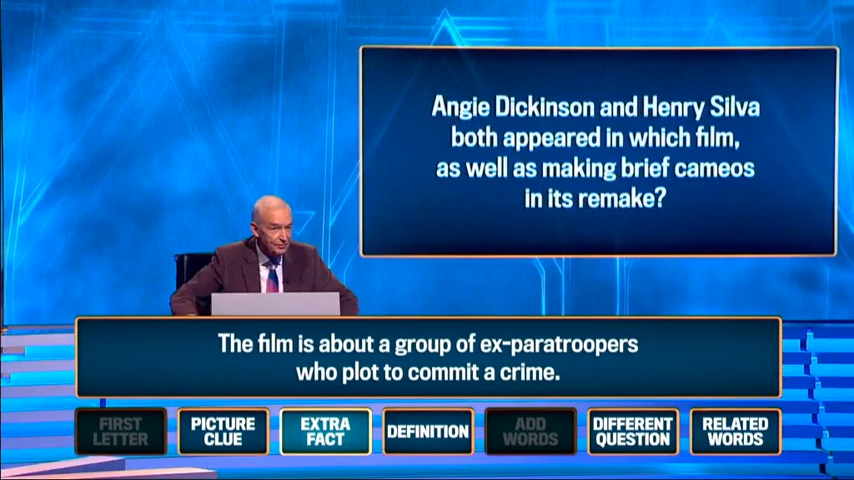 Angie Dickinson and Henry Silva
both appeared in which film,
as well as making brief cameos
in its remake?
The film is about a group of ex-paratroopers
who plot to commit a crime.
FIRST
LETTER
PICTURE
CLUE
EXTRA
FACT
DEFINITION
ADD
WORDS
DIFFERENT
QUESTION
RELATED
WORDS